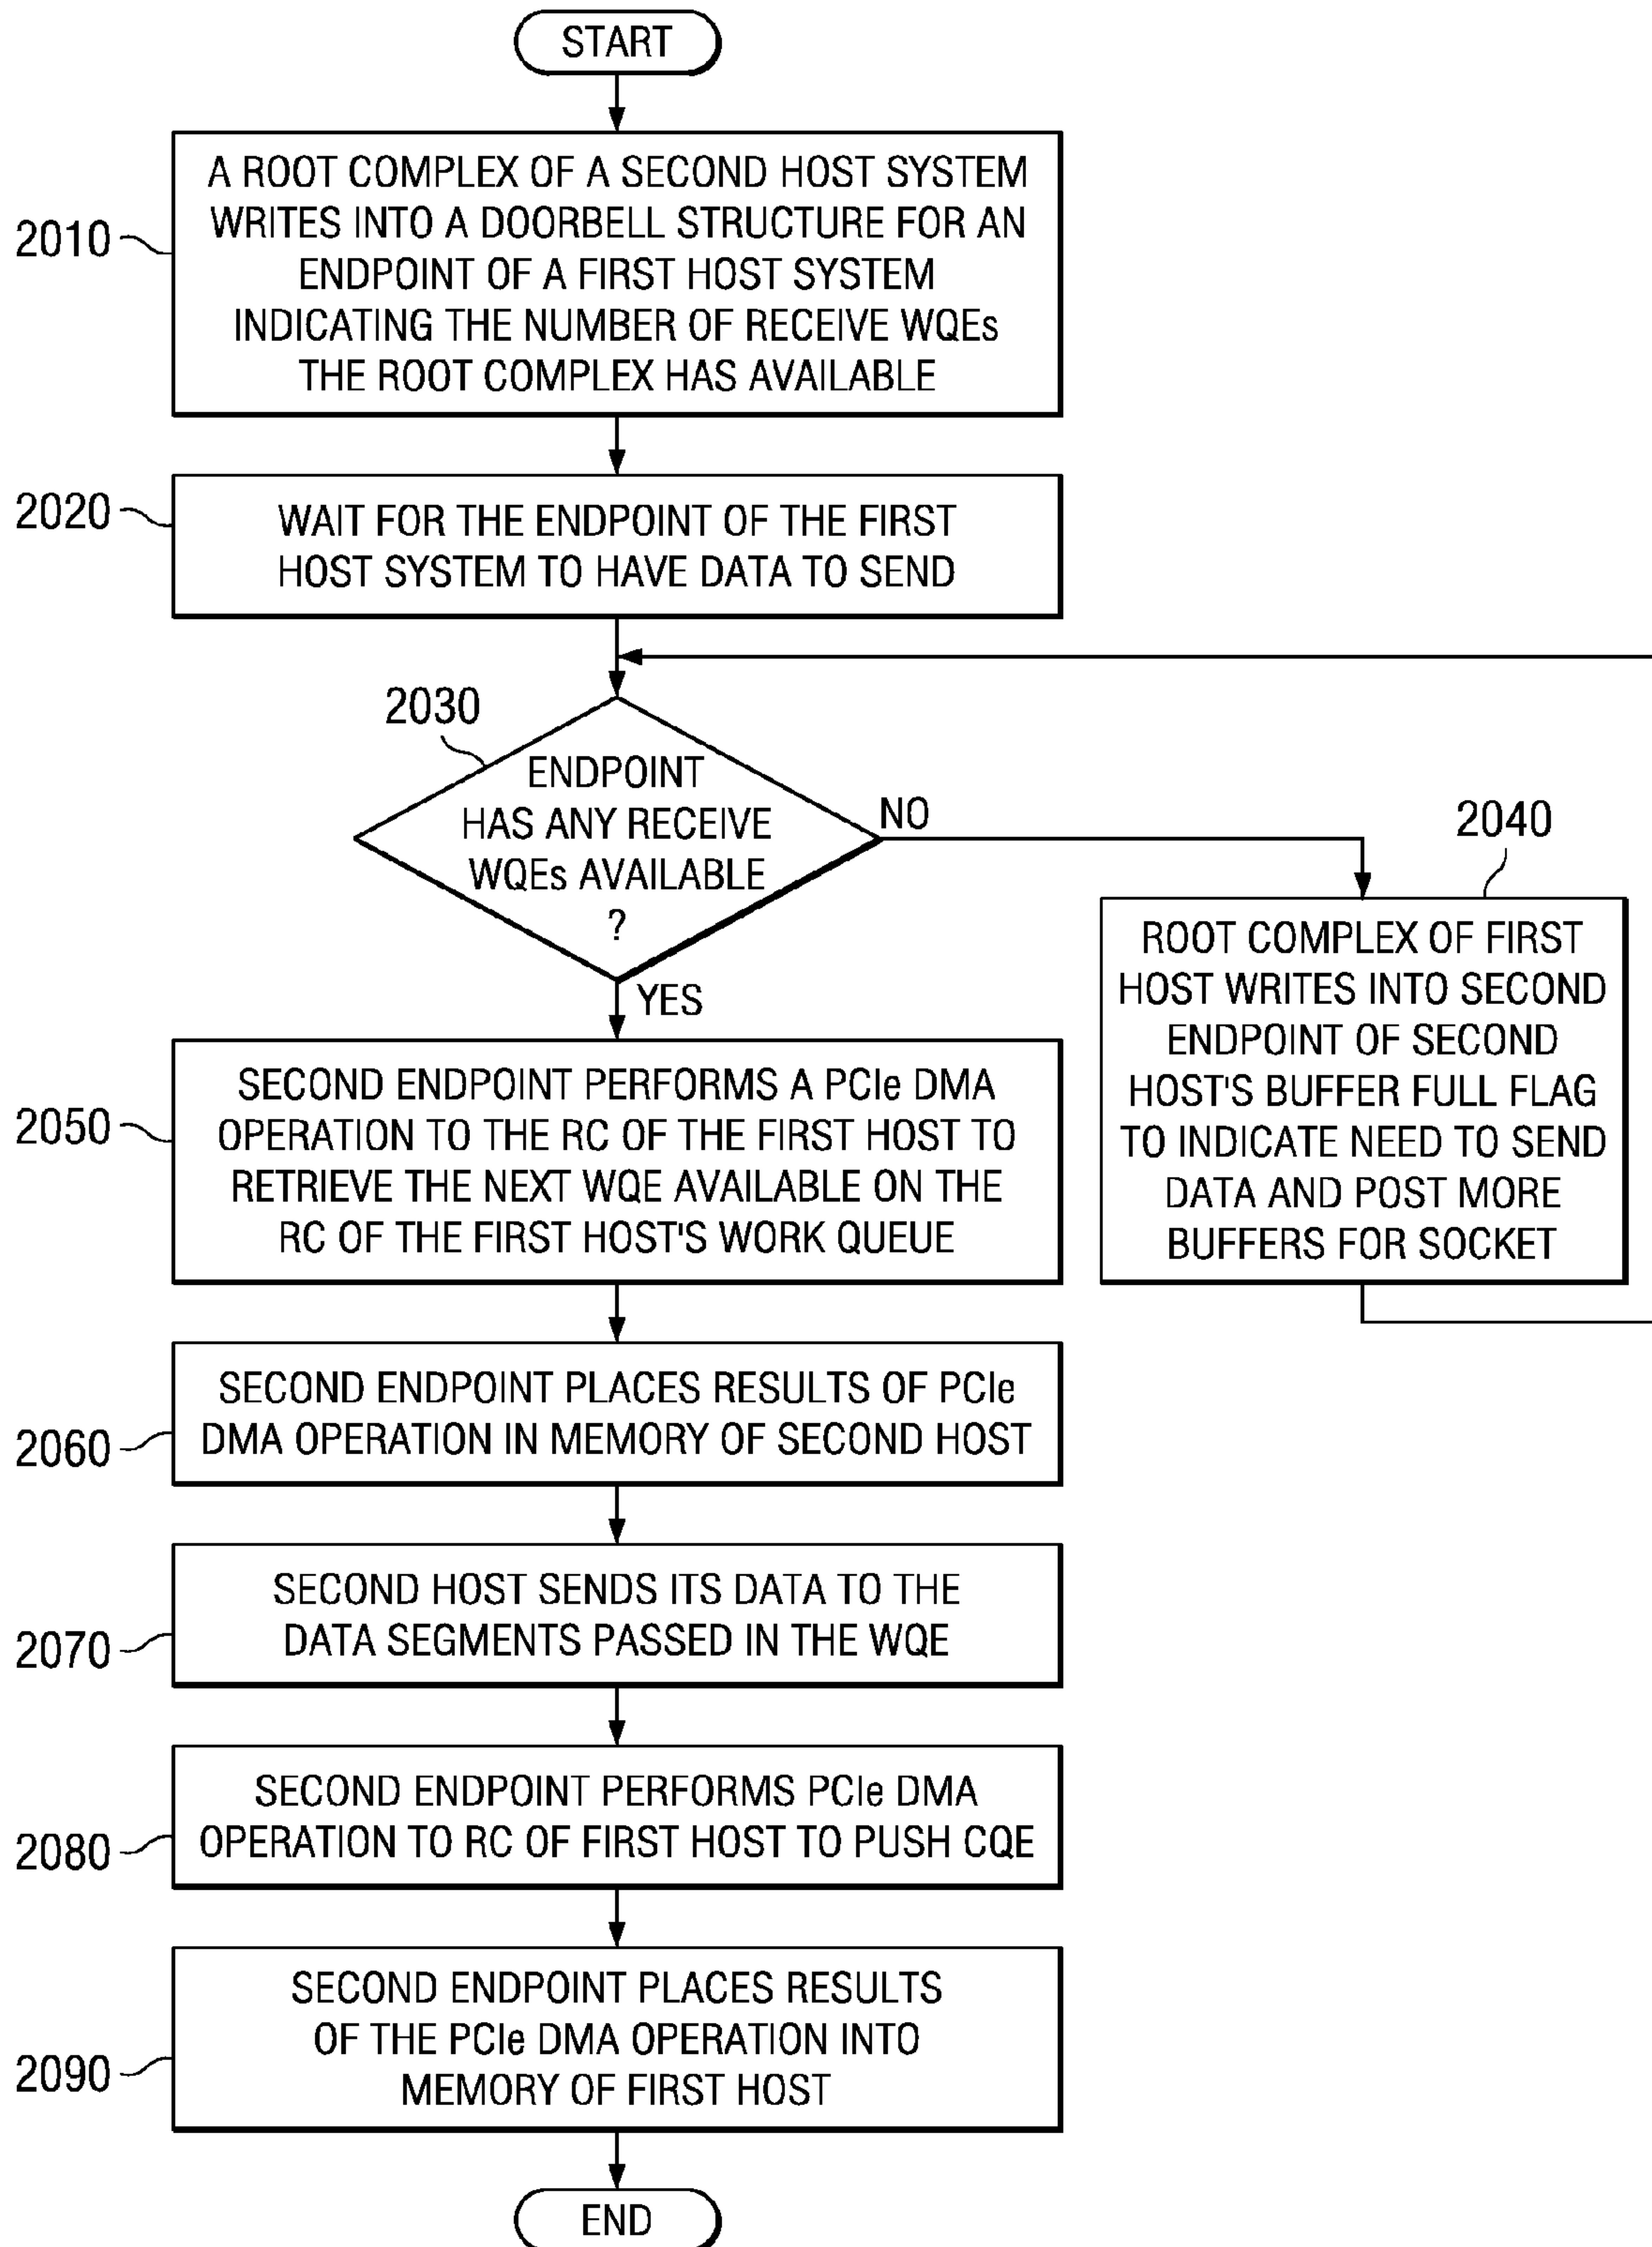 START
2010
A ROOT COMPLEX OF A SECOND HOST SYSTEM
WRITES INTO A DOORBELL STRUCTURE FOR AN
ENDPOINT OF A FIRST HOST SYSTEM
INDICATING THE NUMBER OF RECEIVE WQEs
THE ROOT COMPLEX HAS AVAILABLE
2020
WAIT FOR THE ENDPOINT OF THE FIRST
HOST SYSTEM TO HAVE DATA TO SEND
2030
ENDPOINT
HAS ANY RECEIVE
WQEs AVAILABLE
?
NO
YES
2040
ROOT COMPLEX OF FIRST
HOST WRITES INTO SECOND
ENDPOINT OF SECOND
HOST'S BUFFER FULL FLAG
TO INDICATE NEED TO SEND
DATA AND POST MORE
BUFFERS FOR SOCKET
2050
SECOND ENDPOINT PERFORMS A PCIe DMA
OPERATION TO THE RC OF THE FIRST HOST TO
RETRIEVE THE NEXT WQE AVAILABLE ON THE
RC OF THE FIRST HOST'S WORK QUEUE
2060
SECOND ENDPOINT PLACES RESULTS OF PCIe
DMA OPERATION IN MEMORY OF SECOND HOST
2070
SECOND HOST SENDS ITS DATA TO THE
DATA SEGMENTS PASSED IN THE WQE
2080
SECOND ENDPOINT PERFORMS PCIe DMA
OPERATION TO RC OF FIRST HOST TO PUSH CQE
2090
SECOND ENDPOINT PLACES RESULTS
OF THE PCIe DMA OPERATION INTO
MEMORY OF FIRST HOST
END